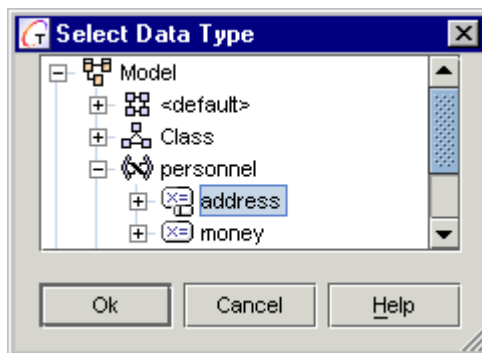 Select Data Type
Model
<default>
Class
personnel
address
money
Ok Cancel Help